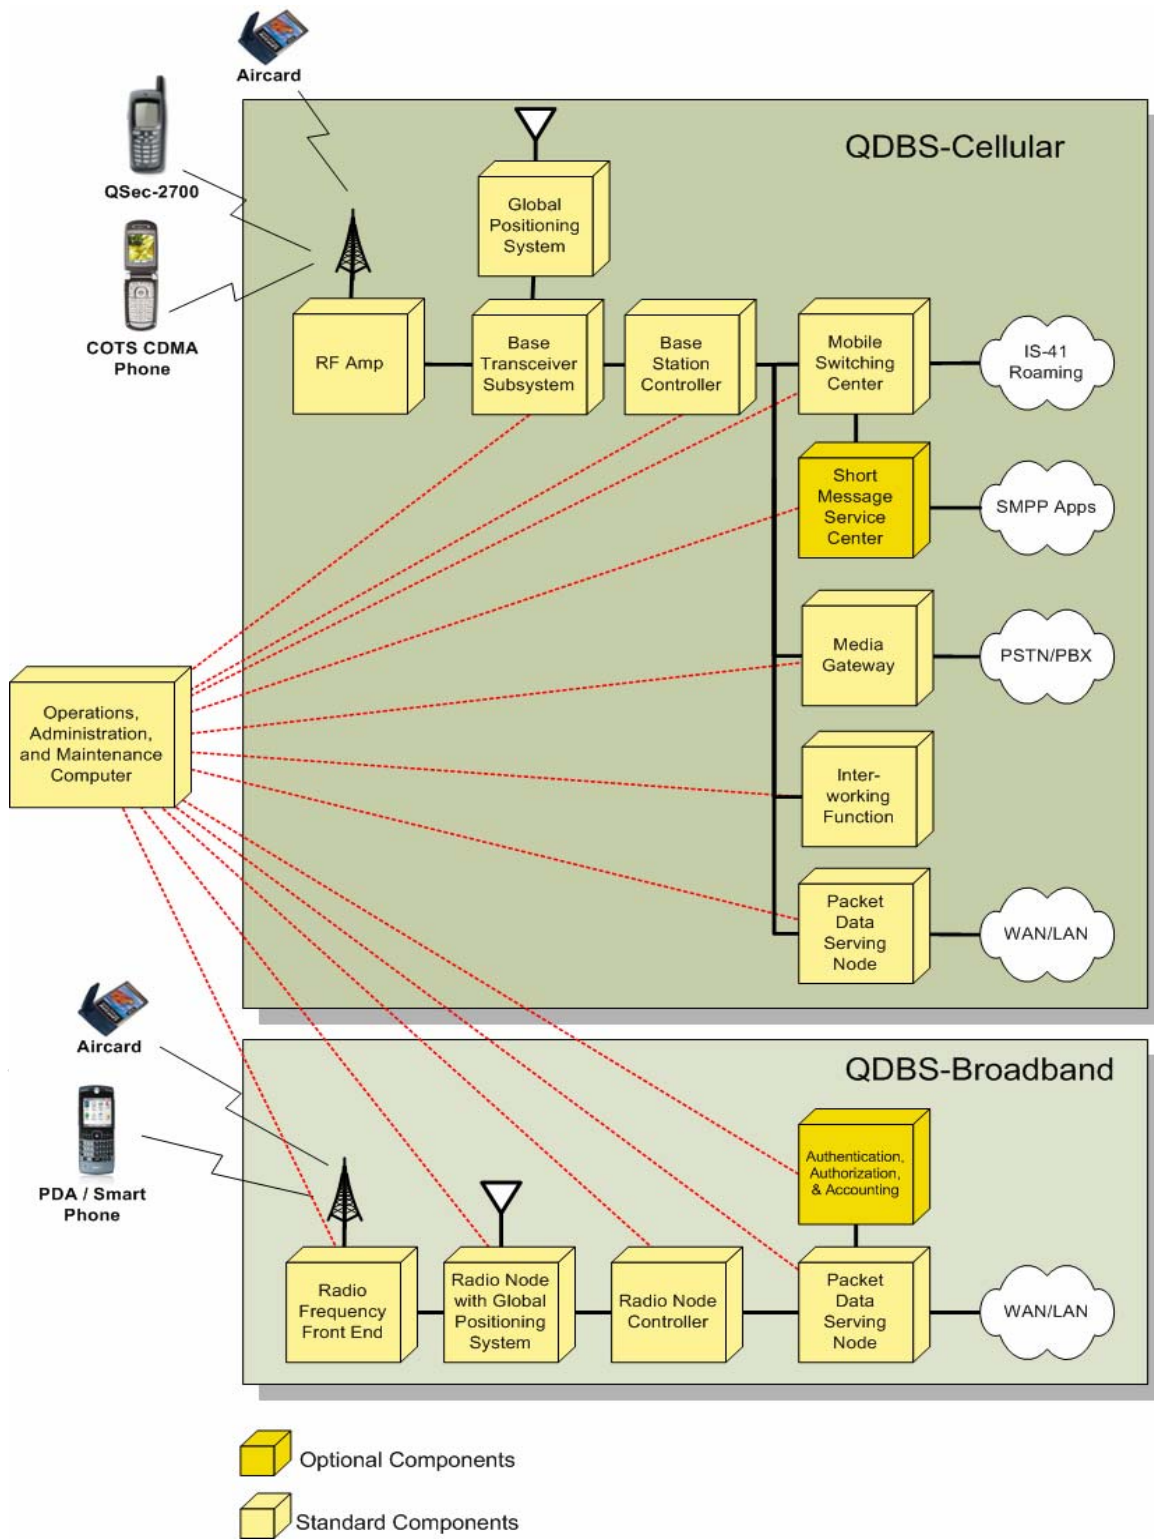 Aircard
QSec-2700
COTS CDMA
Phone
QDBS-Cellular
Global
Positioning
System
RF Amp
Base
Transceiver
Subsystem
Base
Station
Controller
Mobile
Switching
Center
IS-41
Roaming
Short
Message
Service
Center
SMPP Apps
Media
Gateway
PSTN/PBX
Operations,
Administration,
and Maintenance
Computer
Inter-
working
Function
Packet
Data
Serving
Node
WAN/LAN
Aircard
PDA / Smart
Phone
QDBS-Broadband
Authentication,
Authorization,
& Accounting
Radio
Frequency
Front End
Radio Node
with Global
Positioning
System
Radio Node
Controller
Packet
Data
Serving
Node
WAN/LAN
Optional Components
Standard Components